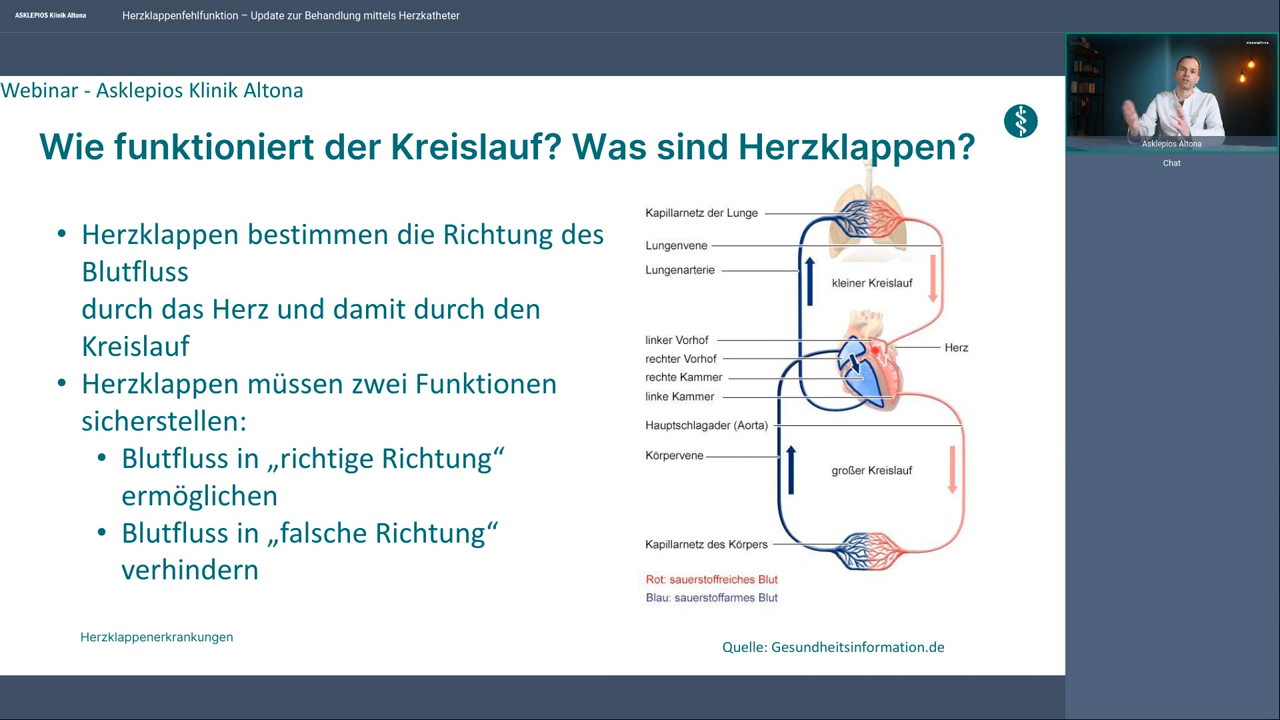 ASKLEPIOS Klinik Altona
Herzklappenfehlfunktion – Update zur Behandlung mittels Herzkatheter
Webinar - Asklepios Klinik Altona
Wie funktioniert der Kreislauf? Was sind Herzklappen?
Herzklappen bestimmen die Richtung des
Blutfluss
durch das Herz und damit durch den
Kreislauf
Herzklappen müssen zwei Funktionen
sicherstellen:
Blutfluss in „richtige Richtung“
ermöglichen
Blutfluss in „falsche Richtung“
verhindern
Kapillarnetz der Lunge
Lungenvene
Lungenarterie
kleiner Kreislauf
linker Vorhof
Herz
rechter Vorhof
rechte Kammer
linke Kammer
Hauptschlagader (Aorta)
Körpervene
großer Kreislauf
Kapillarnetz des Körpers
Rot: sauerstoffreiches Blut
Blau: sauerstoffarmes Blut
Herzklappenerkrankungen
Quelle: Gesundheitsinformation.de
Asklepios Altona
Chat